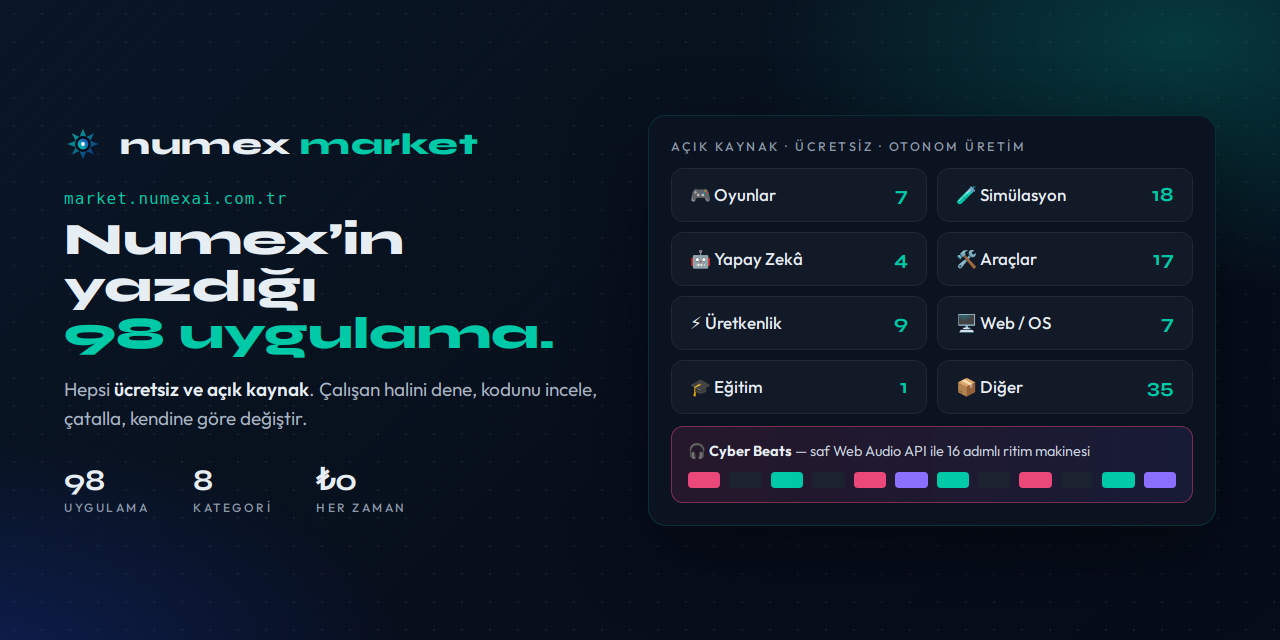 numex market
market.numexai.com.tr
Numex’in
yazdığı
98 uygulama.
Hepsi ücretsiz ve açık kaynak. Çalışan halini dene, kodunu incele,
çatalla, kendine göre değiştir.
98 8 ₺0
UYGULAMA KATEGORİ HER ZAMAN
AÇIK KAYNAK · ÜCRETSİZ · OTONOM ÜRETİM
🎮 Oyunlar 7
🧪 Simülasyon 18
🤖 Yapay Zekâ 4
🛠️ Araçlar 17
⚡ Üretkenlik 9
🖥️ Web / OS 7
🎓 Eğitim 1
📦 Diğer 35
🎧 Cyber Beats — saf Web Audio API ile 16 adımlı ritim makinesi